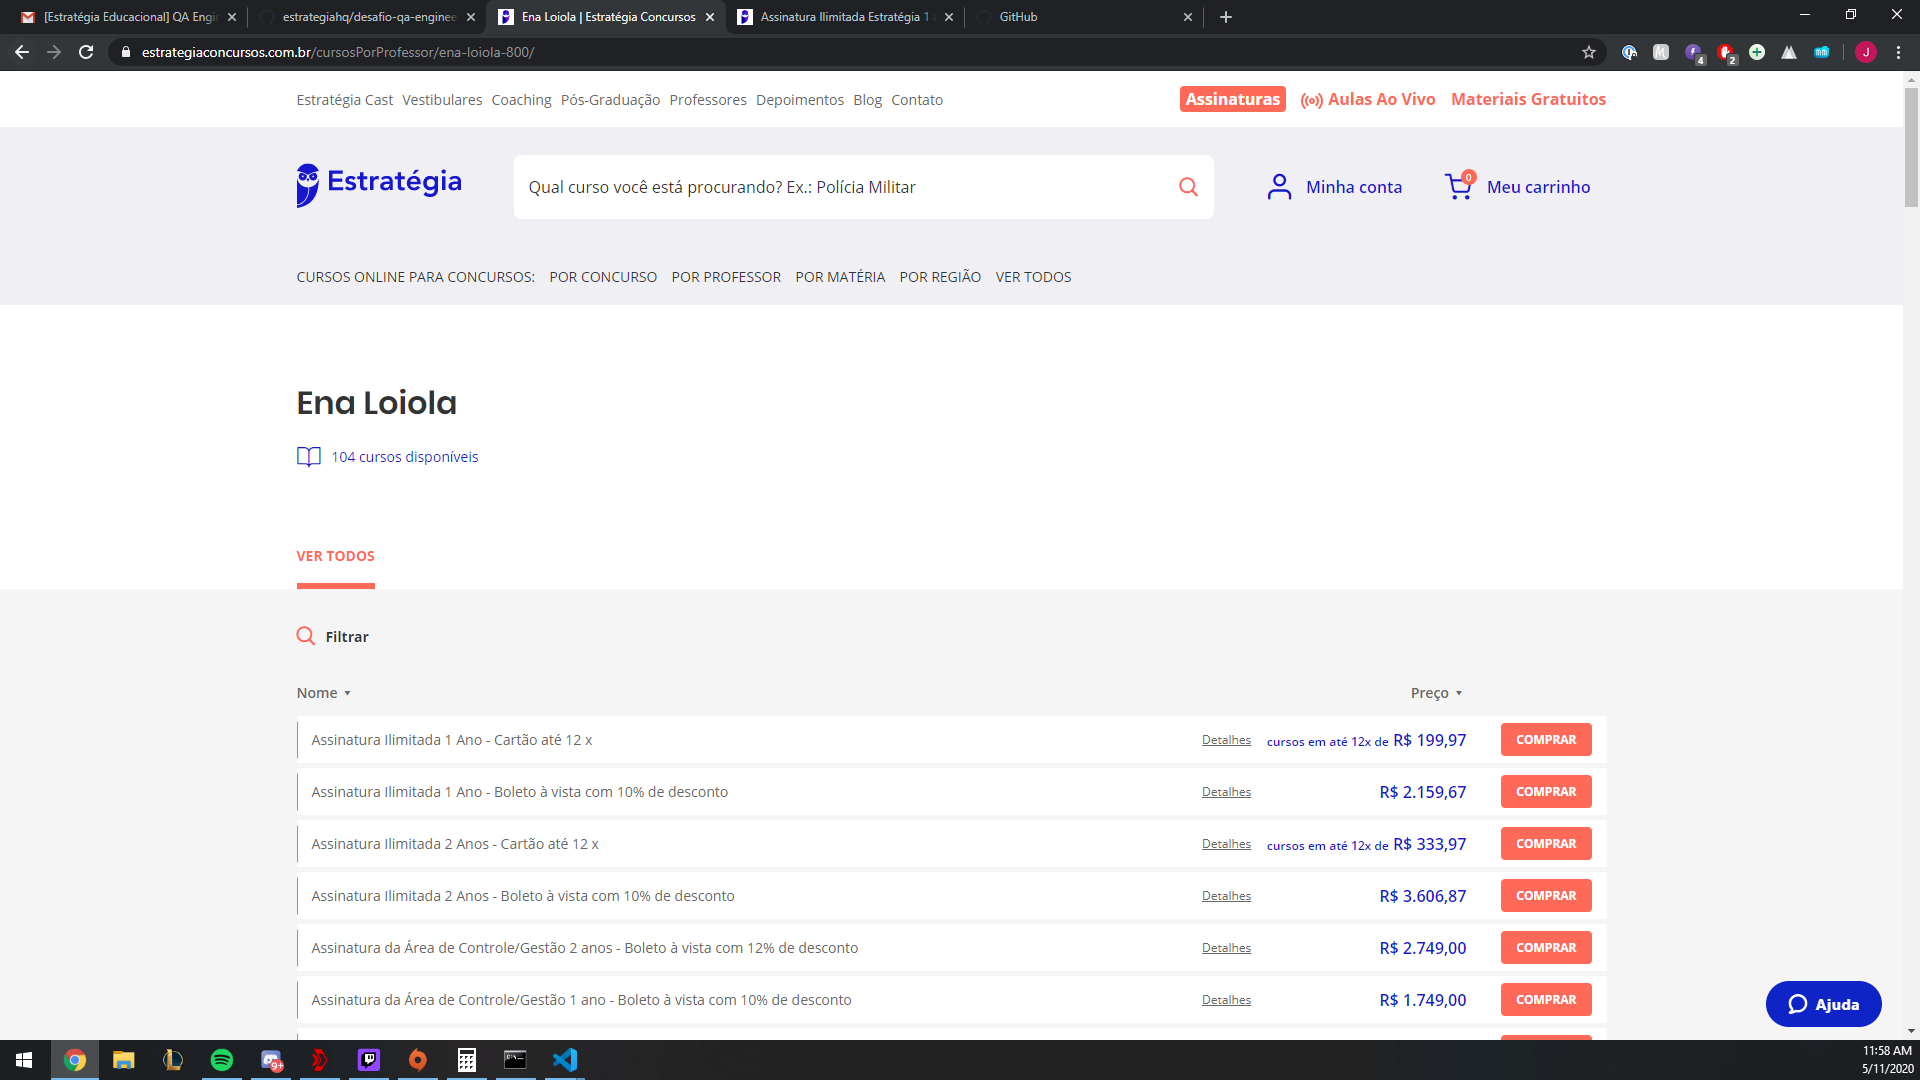 [Estratégia Educacional] QA Engi
estrategiahq/desafio-qa-enginee
Ena Loiola | Estratégia Concursos
Assinatura Ilimitada Estratégia 1
GitHub
estrategiaconcursos.com.br/cursosPorProfessor/ena-loiola-800/
4
2
J
Estratégia Cast Vestibulares Coaching Pós-Graduação Professores Depoimentos Blog Contato
Assinaturas Aulas Ao Vivo Materiais Gratuitos
Estratégia
Qual curso você está procurando? Ex.: Polícia Militar
Minha conta
0
Meu carrinho
CURSOS ONLINE PARA CONCURSOS: POR CONCURSO POR PROFESSOR POR MATÉRIA POR REGIÃO VER TODOS
Ena Loiola
104 cursos disponíveis
VER TODOS
Filtrar
Nome Preço
Assinatura Ilimitada 1 Ano - Cartão até 12 x Detalhes cursos em até 12x de R$ 199,97 COMPRAR
Assinatura Ilimitada 1 Ano - Boleto à vista com 10% de desconto Detalhes R$ 2.159,67 COMPRAR
Assinatura Ilimitada 2 Anos - Cartão até 12 x Detalhes cursos em até 12x de R$ 333,97 COMPRAR
Assinatura Ilimitada 2 Anos - Boleto à vista com 10% de desconto Detalhes R$ 3.606,87 COMPRAR
Assinatura da Área de Controle/Gestão 2 anos - Boleto à vista com 12% de desconto Detalhes R$ 2.749,00 COMPRAR
Assinatura da Área de Controle/Gestão 1 ano - Boleto à vista com 10% de desconto Detalhes R$ 1.749,00 COMPRAR
Ajuda
9+
11:58 AM
5/11/2020